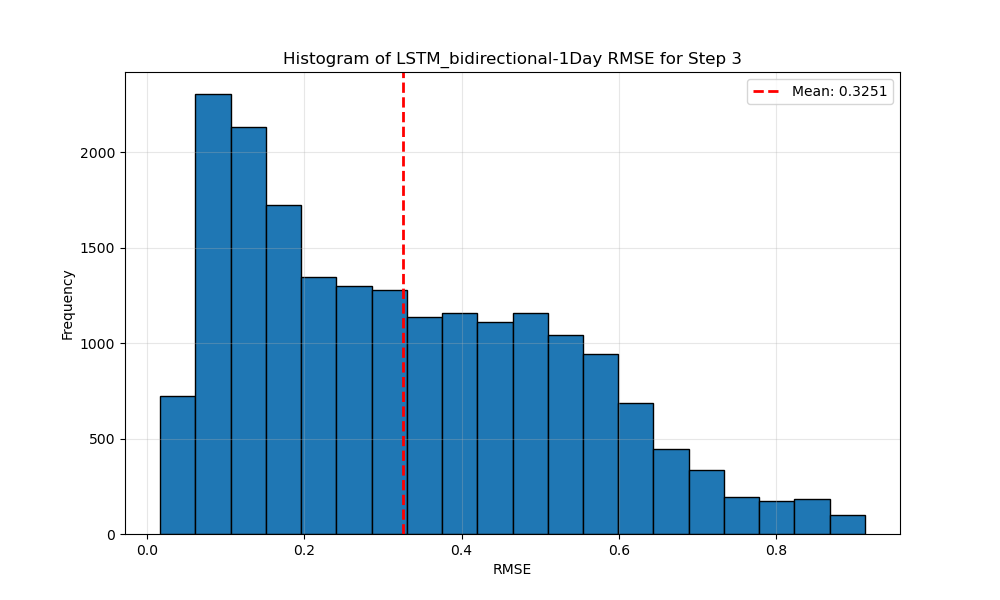 Histogram of LSTM_bidirectional-1Day RMSE for Step 3
Mean: 0.3251
Frequency
2000
1500
1000
500
0
0.0 0.2 0.4 0.6 0.8
RMSE